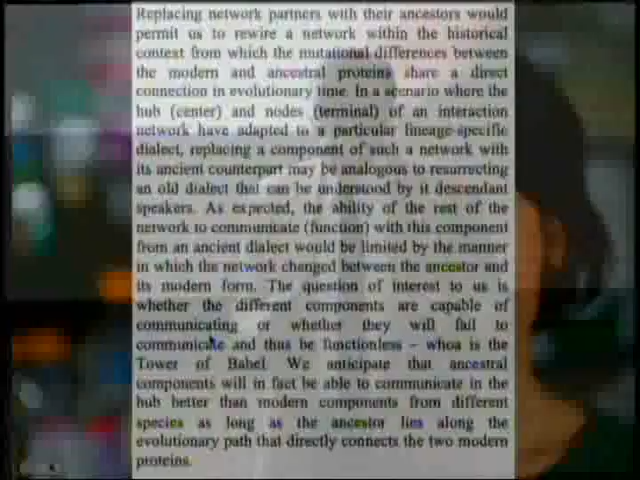 Replacing network partners with their ancestors would
permit us to rewire a network within the historical
context from which the mutational differences between
the modern and ancestral proteins share a direct
connection in evolutionary time. In a scenario where the
hub (center) and nodes (terminal) of an interaction
network have adapted to a particular lineage-specific
dialect, replacing a component of such a network with
its ancient counterpart may be analogous to resurrecting
an old dialect that can be understood by it descendant
speakers. As expected, the ability of the rest of the
network to communicate (function) with this component
from an ancient dialect would be limited by the manner
in which the network changed between the ancestor and
its modern form. The question of interest to us is
whether the different components are capable of
communicating or whether they will fail to
communicate and thus be functionless – whoa is the
Tower of Babel. We anticipate that ancestral
components will in fact be able to communicate in the
hub better than modern components from different
species as long as the ancestor lies along the
evolutionary path that directly connects the two modern
proteins.